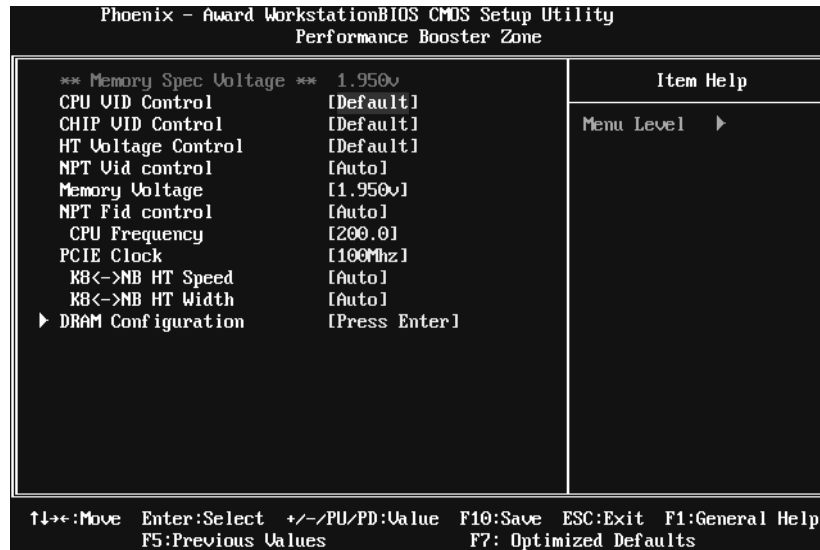 Phoenix - Award WorkstationBIOS CMOS Setup Utility
Performance Booster Zone
** Memory Spec Voltage ** 1.950v
CPU VID Control [Default]
CHIP VID Control [Default]
HT Voltage Control [Default]
NPT Vid control [Auto]
Memory Voltage [1.950v]
NPT Fid control [Auto]
CPU Frequency [200.0]
PCIE Clock [100Mhz]
K8<->NB HT Speed [Auto]
K8<->NB HT Width [Auto]
▶ DRAM Configuration [Press Enter]
Item Help
Menu Level ▶
↑↓→←:Move Enter:Select +/-/PU/PD:Value F10:Save ESC:Exit F1:General Help
F5:Previous Values F7: Optimized Defaults